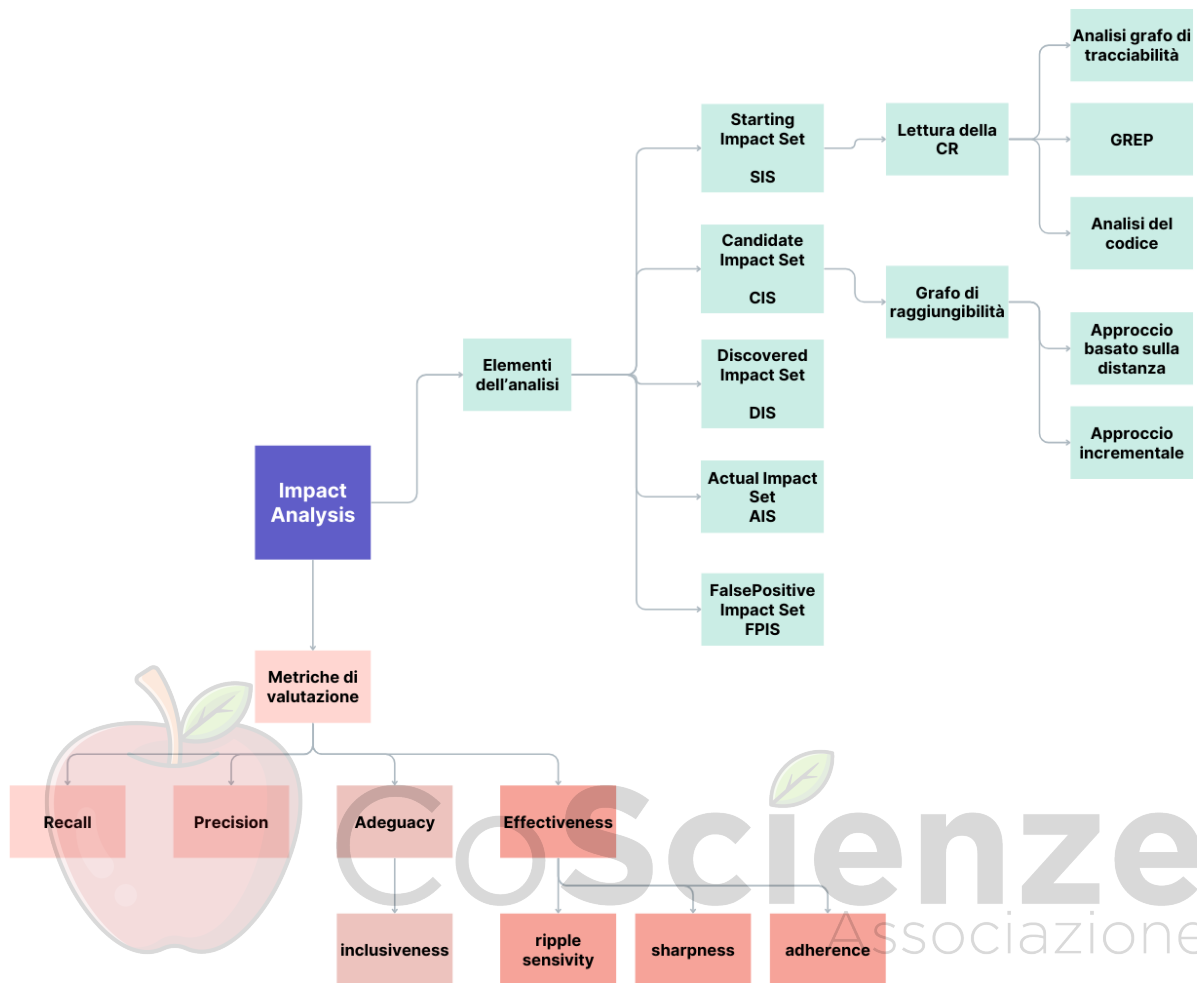 Analisi grafo di
tracciabilità
Starting
Impact Set
SIS
Lettura della
CR
GREP
Analisi del
codice
Candidate
Impact Set
CIS
Grafo di
raggiungibilità
Approccio
basato sulla
distanza
Elementi
dell'analisi
Discovered
Impact Set
DIS
Approccio
incrementale
Impact
Analysis
Actual Impact
Set
AIS
FalsePositive
Impact Set
FPIS
Metriche di
valutazione
Recall
Precision
Adeguacy
Effectiveness
CoScienze
Associazione
inclusiveness
ripple
sensivity
sharpness
adherence